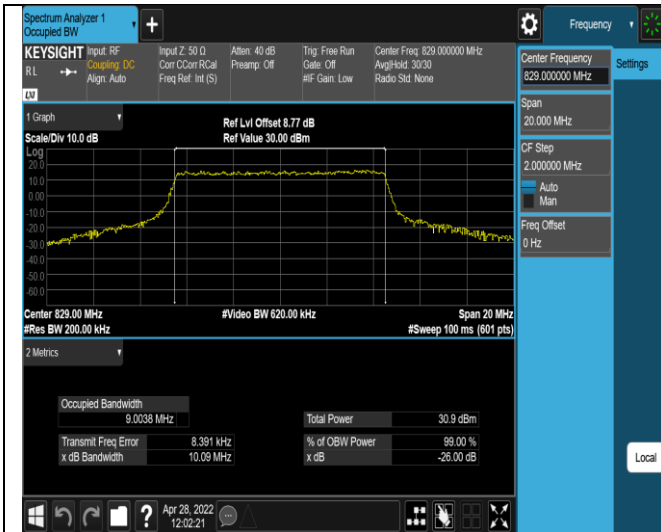 Spectrum Analyzer 1
Occupied BW
+
Frequency
KEYSIGHT
R L
LXI
Input: RF
Coupling: DC
Align: Auto
Input Z: 50 Ω
Corr CCorr RCal
Freq Ref: Int (S)
Atten: 40 dB
Preamp: Off
Trig: Free Run
Gate: Off
#IF Gain: Low
Center Freq: 829.000000 MHz
Avg|Hold: 30/30
Radio Std: None
Center Frequency
829.000000 MHz
Settings
Span
20.000 MHz
CF Step
2.000000 MHz
Auto
Man
Freq Offset
0 Hz
Local
1 Graph
Scale/Div 10.0 dB
Ref Lvl Offset 8.77 dB
Ref Value 30.00 dBm
Log
20.0
10.0
0.00
-10.0
-20.0
-30.0
-40.0
-50.0
-60.0
Center 829.00 MHz
#Video BW 620.00 kHz
Span 20 MHz
#Res BW 200.00 kHz
#Sweep 100 ms (601 pts)
2 Metrics
Occupied Bandwidth
9.0038 MHz
Total Power 30.9 dBm
Transmit Freq Error 8.391 kHz
% of OBW Power 99.00 %
x dB Bandwidth 10.09 MHz
x dB -26.00 dB
?
Apr 28, 2022
12:02:21